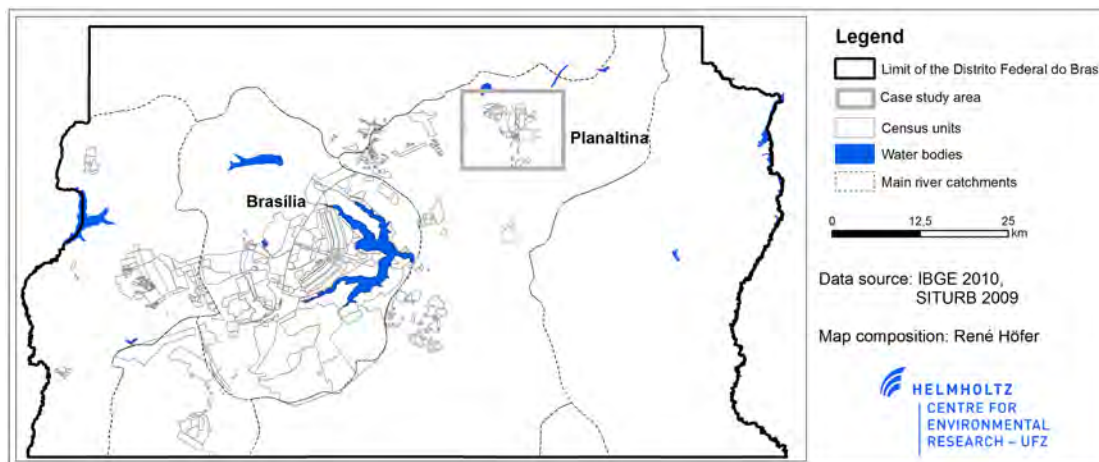 Brasília
Planaltina
Legend
Limit of the Distrito Federal do Bras
Case study area
Census units
Water bodies
Main river catchments
0 12,5 25
km
Data source: IBGE 2010,
SITURB 2009
Map composition: René Höfer
HELMHOLTZ
CENTRE FOR
ENVIRONMENTAL
RESEARCH – UFZ